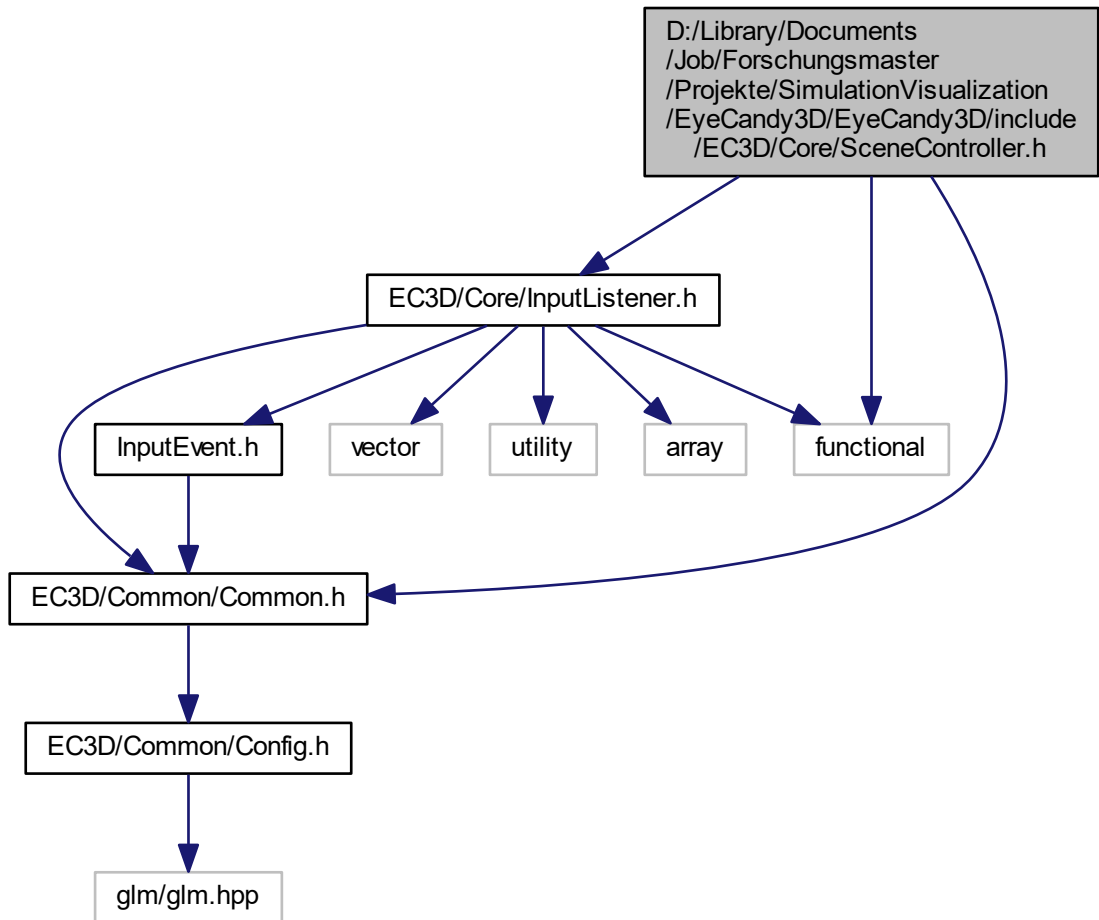 D:/Library/Documents
/Job/Forschungsmaster
/Projekte/SimulationVisualization
/EyeCandy3D/EyeCandy3D/include
/EC3D/Core/SceneController.h
EC3D/Core/InputListener.h
InputEvent.h
vector
utility
array
functional
EC3D/Common/Common.h
EC3D/Common/Config.h
glm/glm.hpp